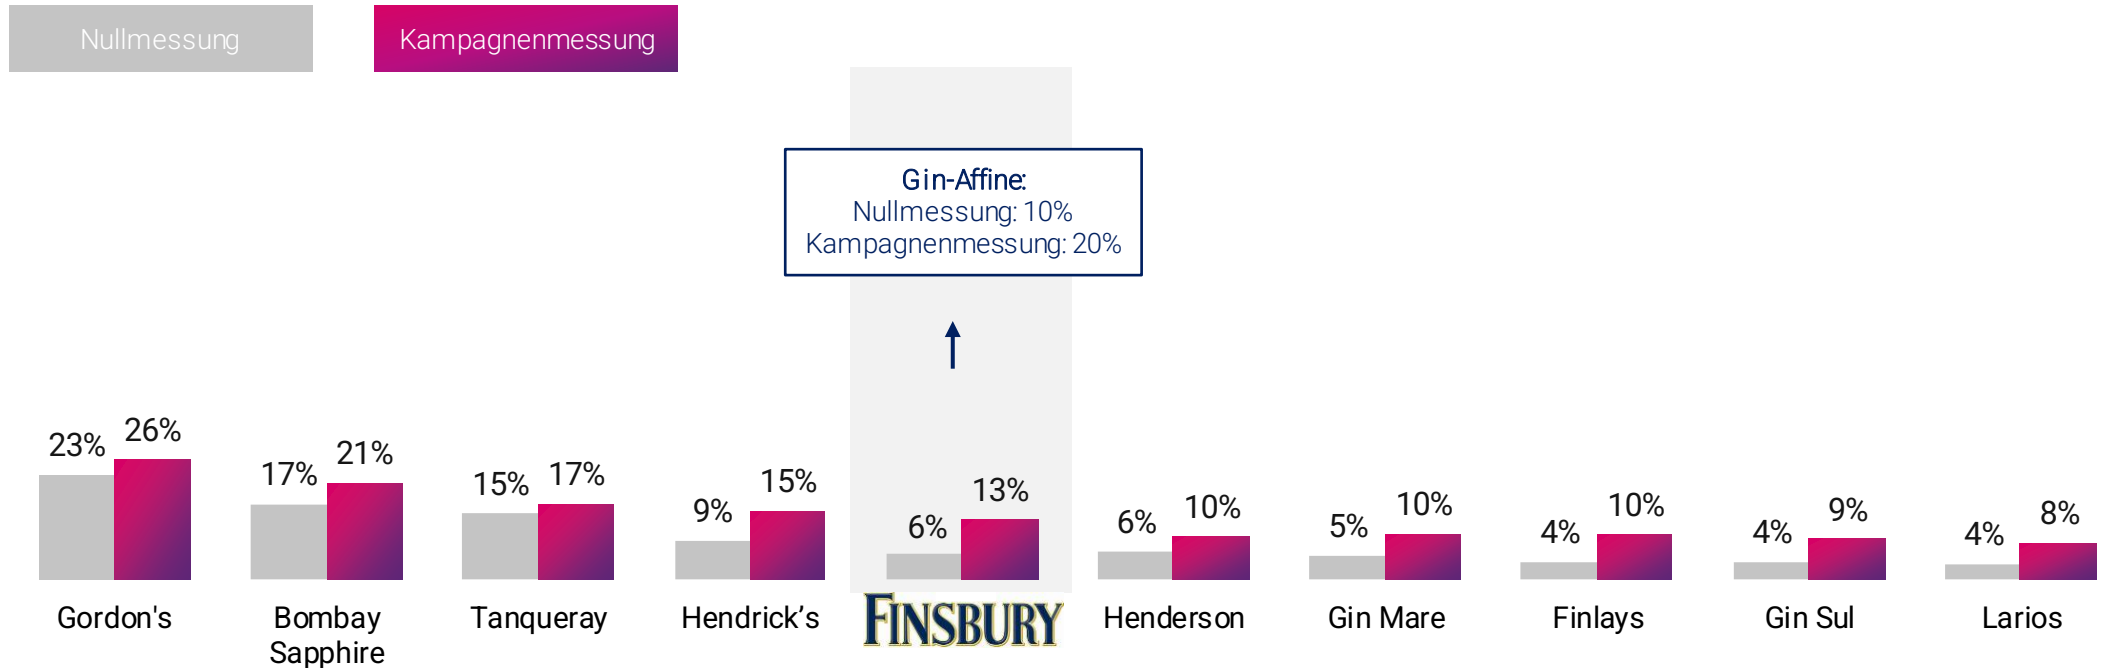 Nullmessung
Kampagnenmessung
Gin-Affine:
Nullmessung: 10%
Kampagnenmessung: 20%
23% 26%
17% 21%
15% 17%
9% 15%
6% 13%
6% 10%
5% 10%
4% 10%
4% 9%
4% 8%
Gordon's
Bombay
Sapphire
Tanqueray
Hendrick’s
FINSBURY
Henderson
Gin Mare
Finlays
Gin Sul
Larios